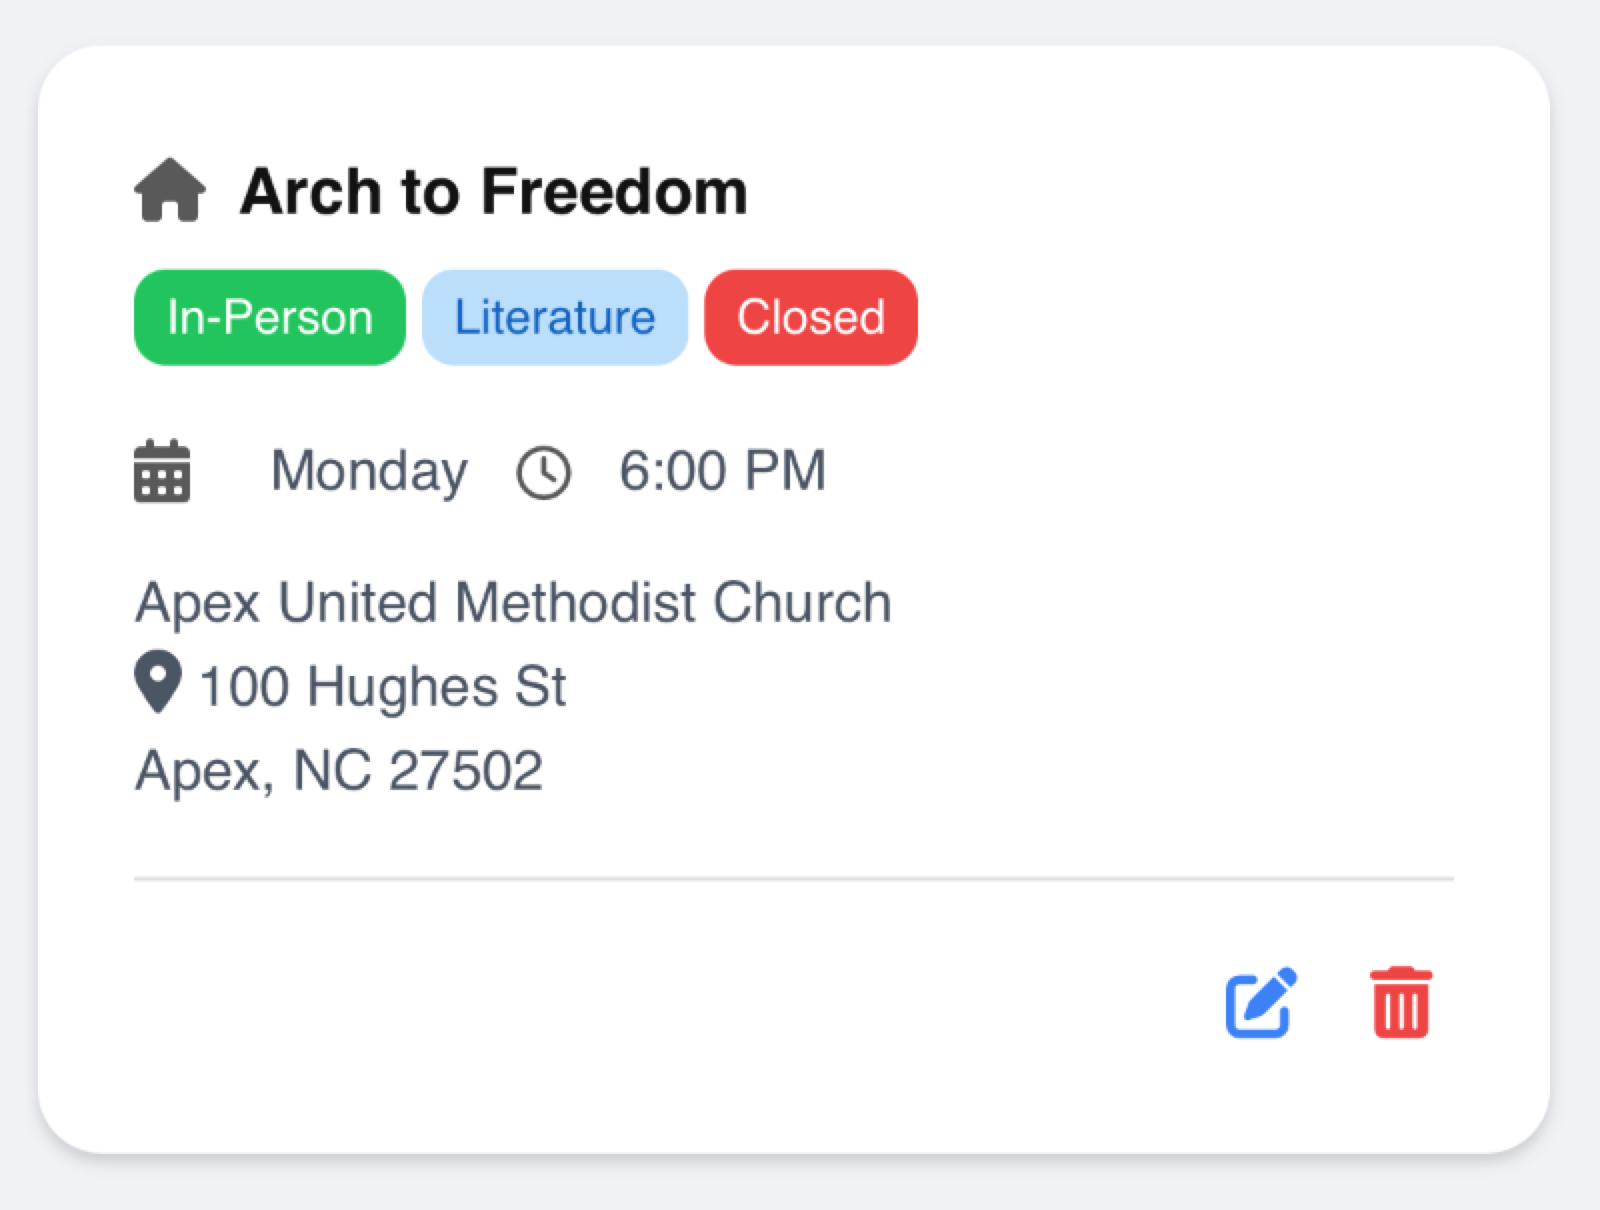 Arch to Freedom
In-Person Literature Closed
Monday 6:00 PM
Apex United Methodist Church
100 Hughes St
Apex, NC 27502